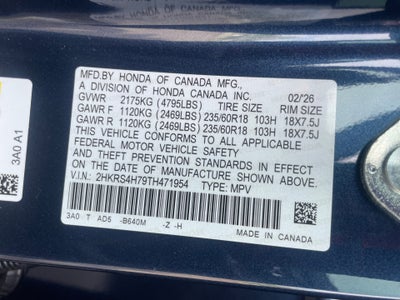 MFD.BY HONDA OF CANADA MFG.,
A DIVISION OF HONDA CANADA INC. 02/26
GVWR 2175KG (4795LBS) TIRE SIZE RIM SIZE
GAWR F 1120KG (2469LBS) 235/60R18 103H 18X7.5J
GAWR R 1120KG (2469LBS) 235/60R18 103H 18X7.5J
THIS VEHICLE CONFORMS TO ALL APPLICABLE
FEDERAL MOTOR VEHICLE SAFETY, BUMPER,
AND THEFT PREVENTION STANDARDS IN EFFECT
ON THE DATE OF MANUFACTURE SHOWN ABOVE.
V.I.N.: 2HKRS4H79TH471954 TYPE: MPV
3A0 T AD5 -B640M -Z -H
MADE IN CANADA
3A0 A1